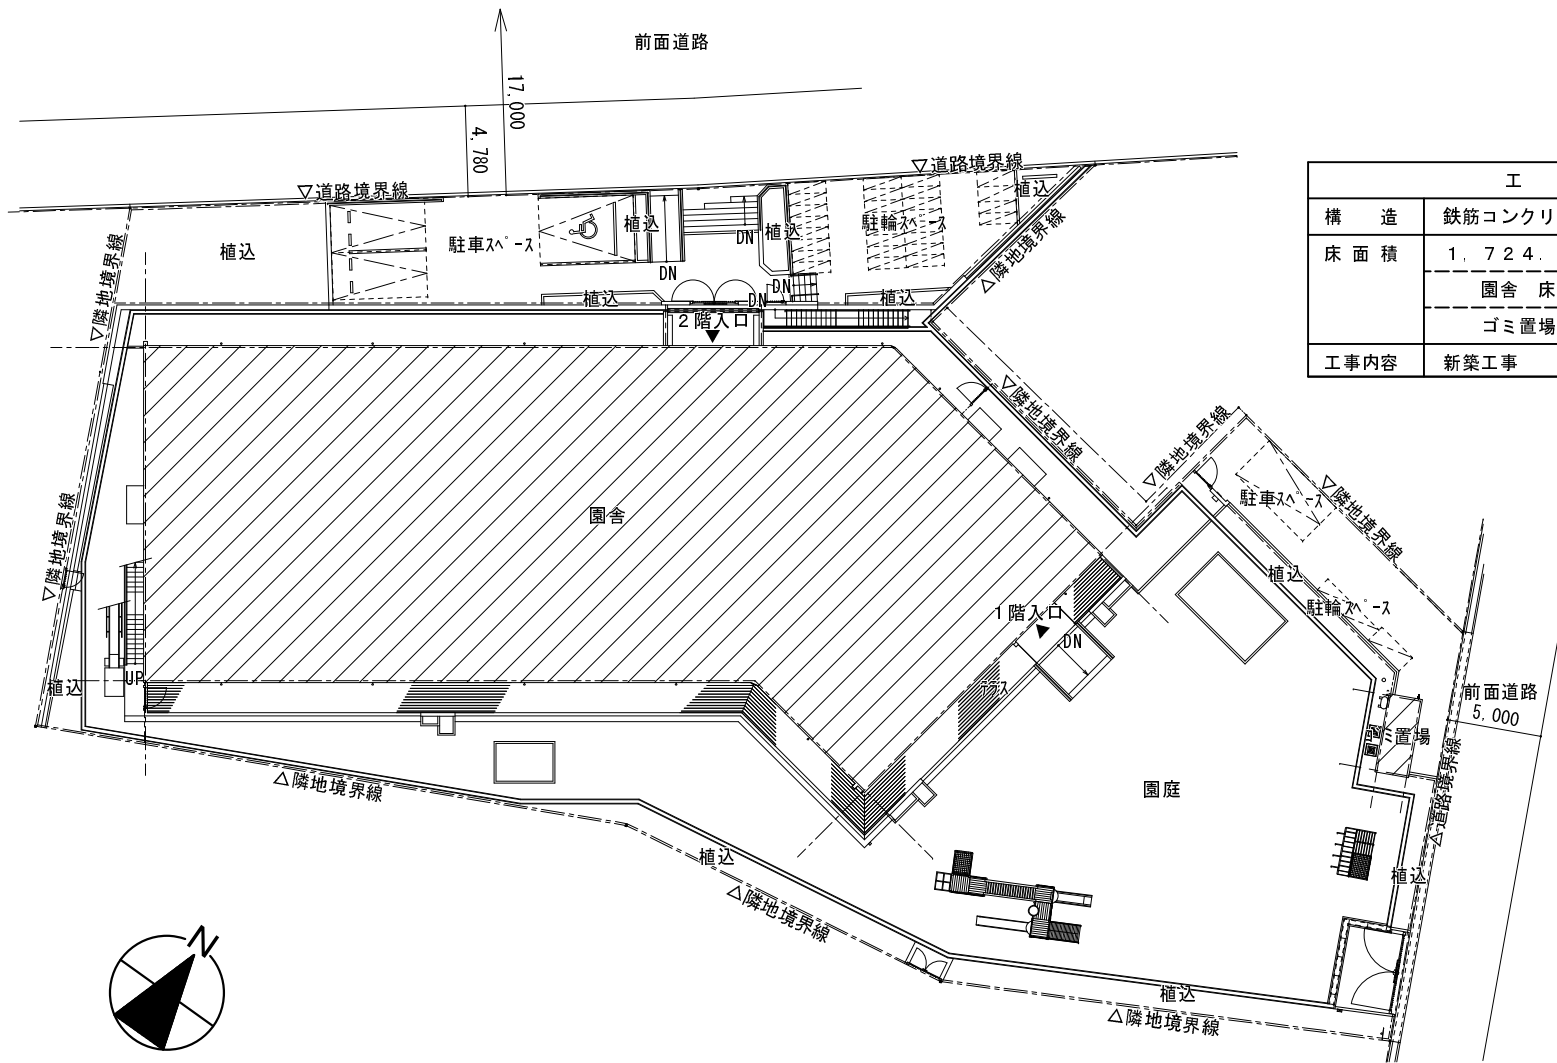 前面道路
17,000
4,780
▽道路境界線
▽道路境界線
植込
駐車スペース
植込
DN
DN
植込
駐輪スペース
植込
△隣地境界線
▽隣地境界線
植込
DN
DN
植込
2階入口
工
構 造 鉄筋コンクリ
床面積 1,724.
園舎 床
ゴミ置場
工事内容 新築工事
▽隣地境界線
▽隣地境界線
▽隣地境界線
駐車スペース
▽隣地境界線
園舎
植込
駐輪スペース
1階入口
DN
テラス
UP
植込
前面道路
5,000
ミ置場
△道路境界線
園庭
△隣地境界線
植込
△隣地境界線
植込
植込
△隣地境界線
N